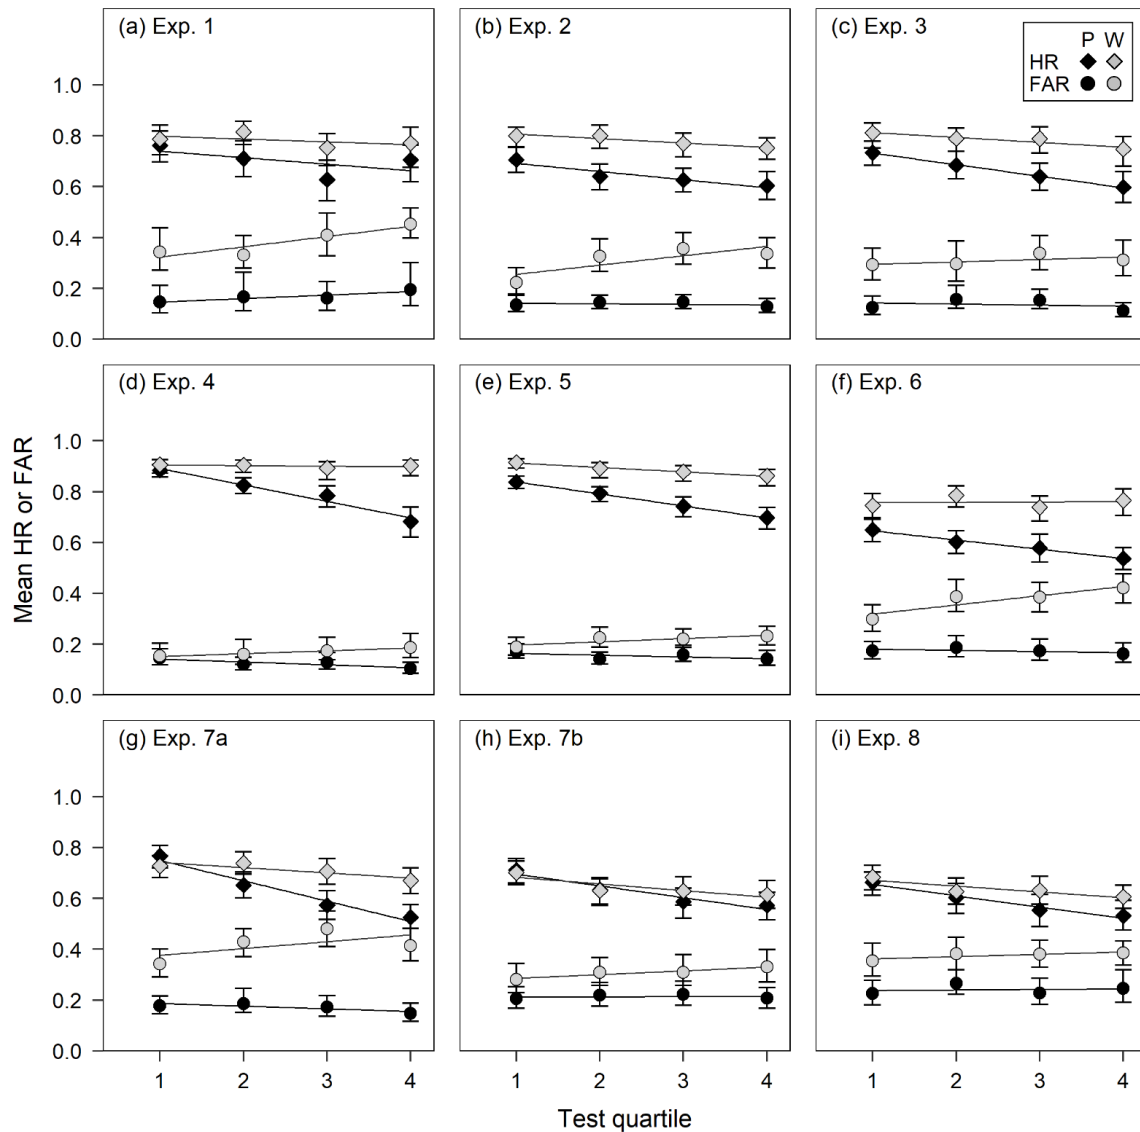 (a) Exp. 1
(b) Exp. 2
(c) Exp. 3
P W
HR
FAR
1.0
0.8
0.6
0.4
0.2
0.0
(d) Exp. 4
(e) Exp. 5
(f) Exp. 6
1.0
0.8
0.6
0.4
0.2
0.0
Mean HR or FAR
(g) Exp. 7a
(h) Exp. 7b
(i) Exp. 8
1.0
0.8
0.6
0.4
0.2
0.0
1 2 3 4
1 2 3 4
1 2 3 4
Test quartile